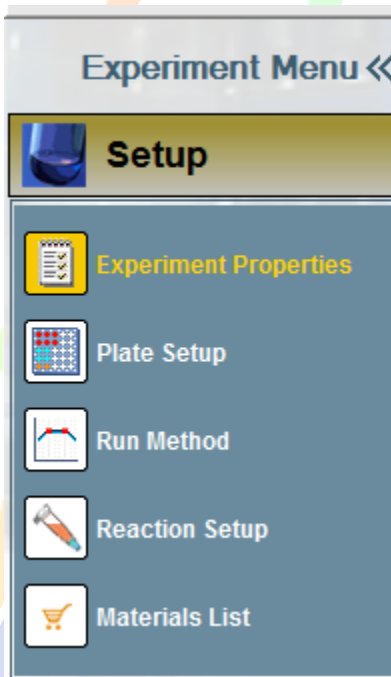 Experiment Menu «
Setup
Experiment Properties
Plate Setup
Run Method
Reaction Setup
Materials List